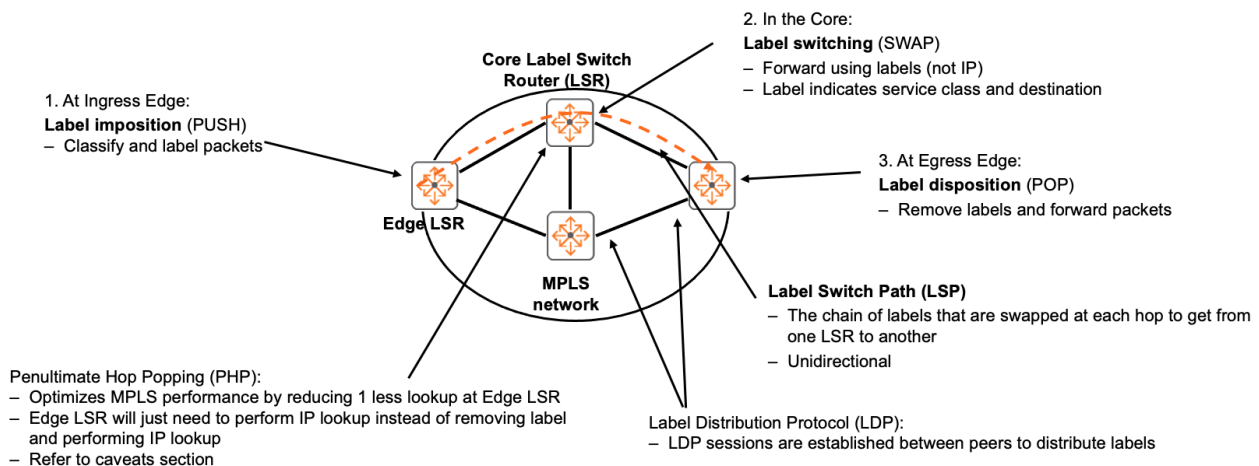 1. At Ingress Edge:
Label imposition (PUSH)
– Classify and label packets
Core Label Switch
Router (LSR)
2. In the Core:
Label switching (SWAP)
– Forward using labels (not IP)
– Label indicates service class and destination
3. At Egress Edge:
Label disposition (POP)
– Remove labels and forward packets
Edge LSR
MPLS
network
Label Switch Path (LSP)
– The chain of labels that are swapped at each hop to get from
one LSR to another
– Unidirectional
Penultimate Hop Popping (PHP):
– Optimizes MPLS performance by reducing 1 less lookup at Edge LSR
– Edge LSR will just need to perform IP lookup instead of removing label
and performing IP lookup
– Refer to caveats section
Label Distribution Protocol (LDP):
– LDP sessions are established between peers to distribute labels